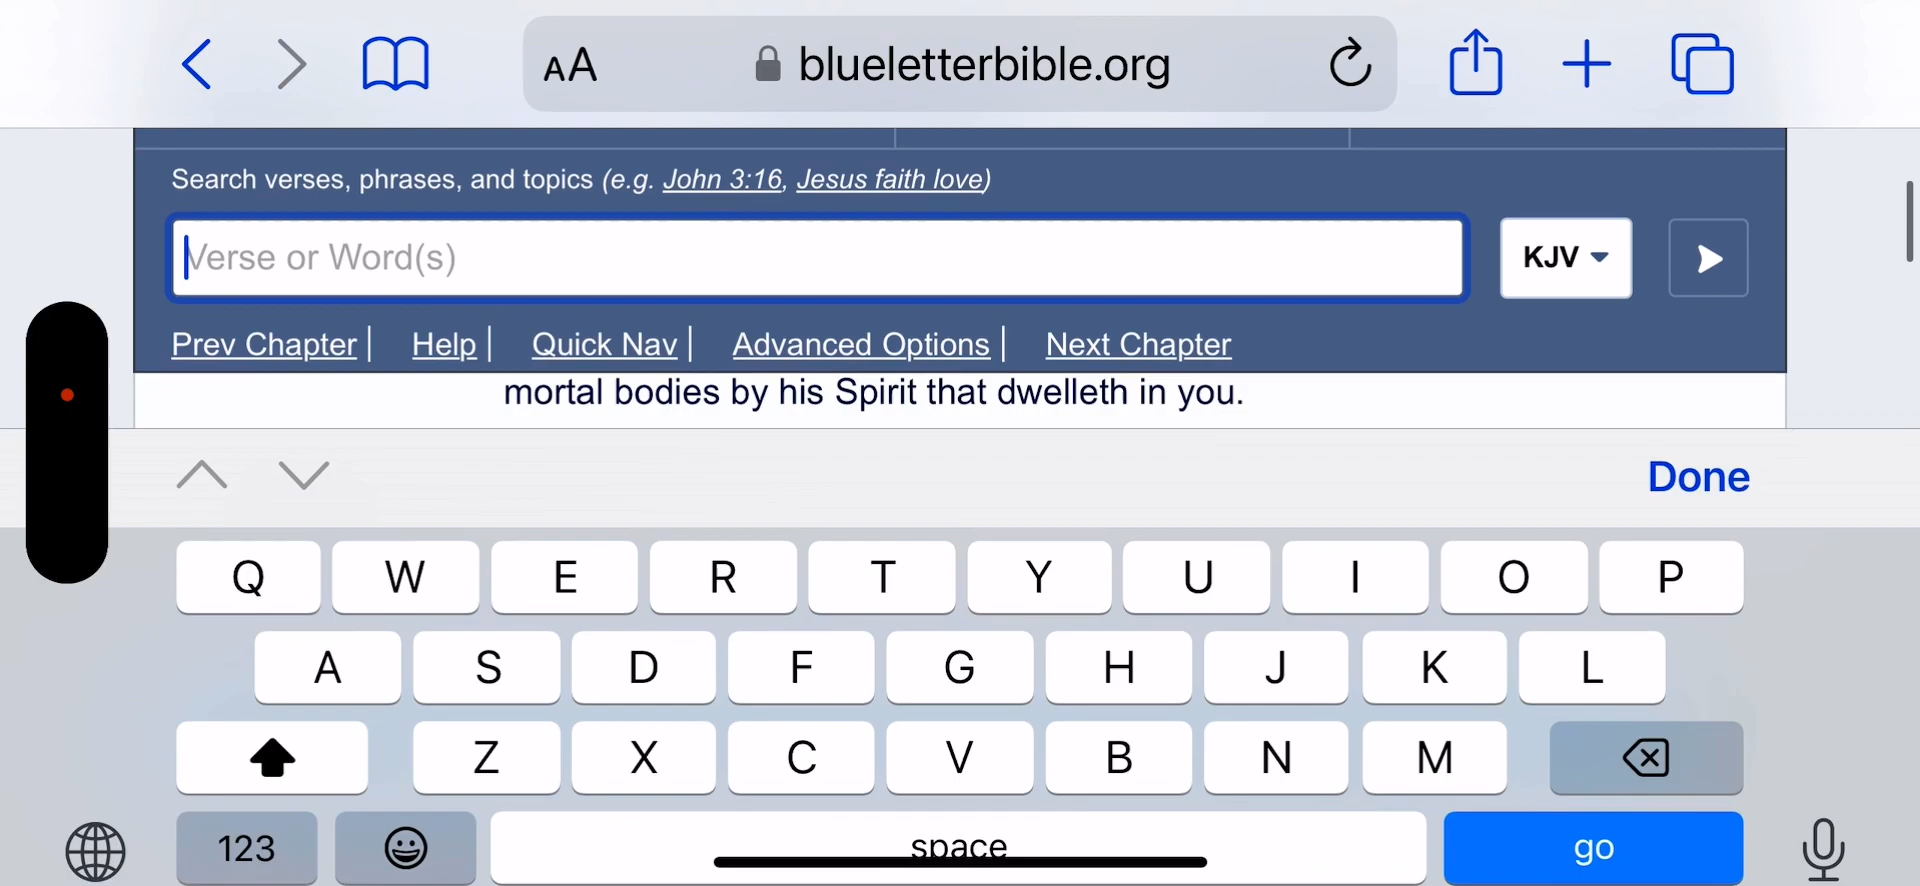 AA blueletterbible.org
Search verses, phrases, and topics (e.g. John 3:16, Jesus faith love)
Verse or Word(s) KJV
Prev Chapter | Help | Quick Nav | Advanced Options | Next Chapter
mortal bodies by his Spirit that dwelleth in you.
Done
Q W E R T Y U I O P
A S D F G H J K L
Z X C V B N M
123 space go